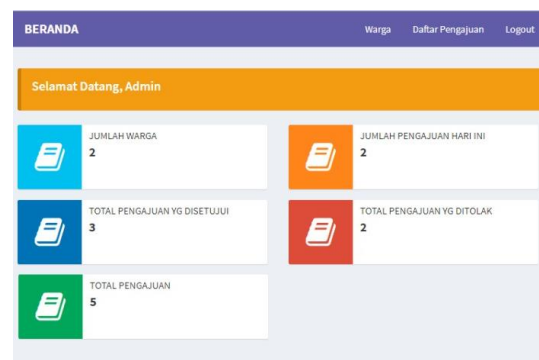 BERANDA Warga Daftar Pengajuan Logout
Selamat Datang, Admin
JUMLAH WARGA
2
JUMLAH PENGAJUAN HARI INI
2
TOTAL PENGAJUAN YG DISETUJUI
3
TOTAL PENGAJUAN YG DITOLAK
2
TOTAL PENGAJUAN
5